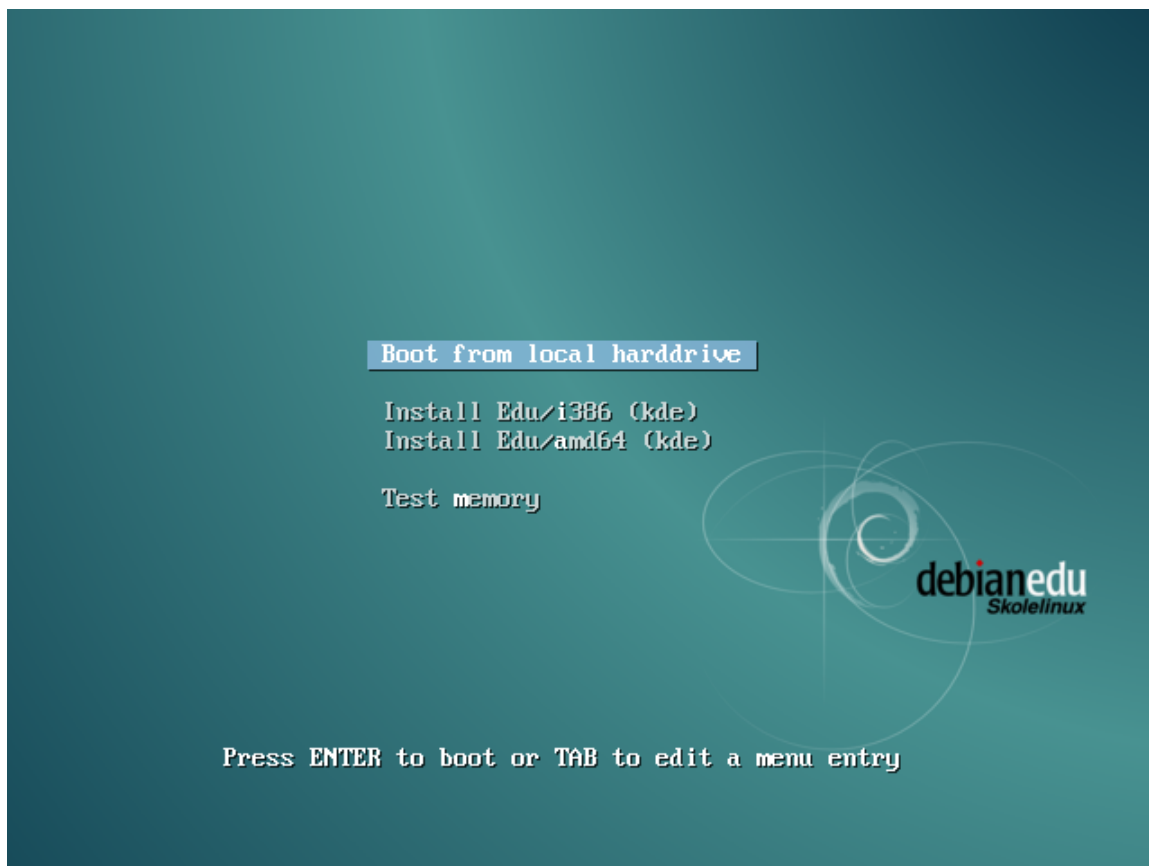 Boot from local harddrive
Install Edu/i386 (kde)
Install Edu/amd64 (kde)
Test memory
debianedu
Skolelinux
Press ENTER to boot or TAB to edit a menu entry